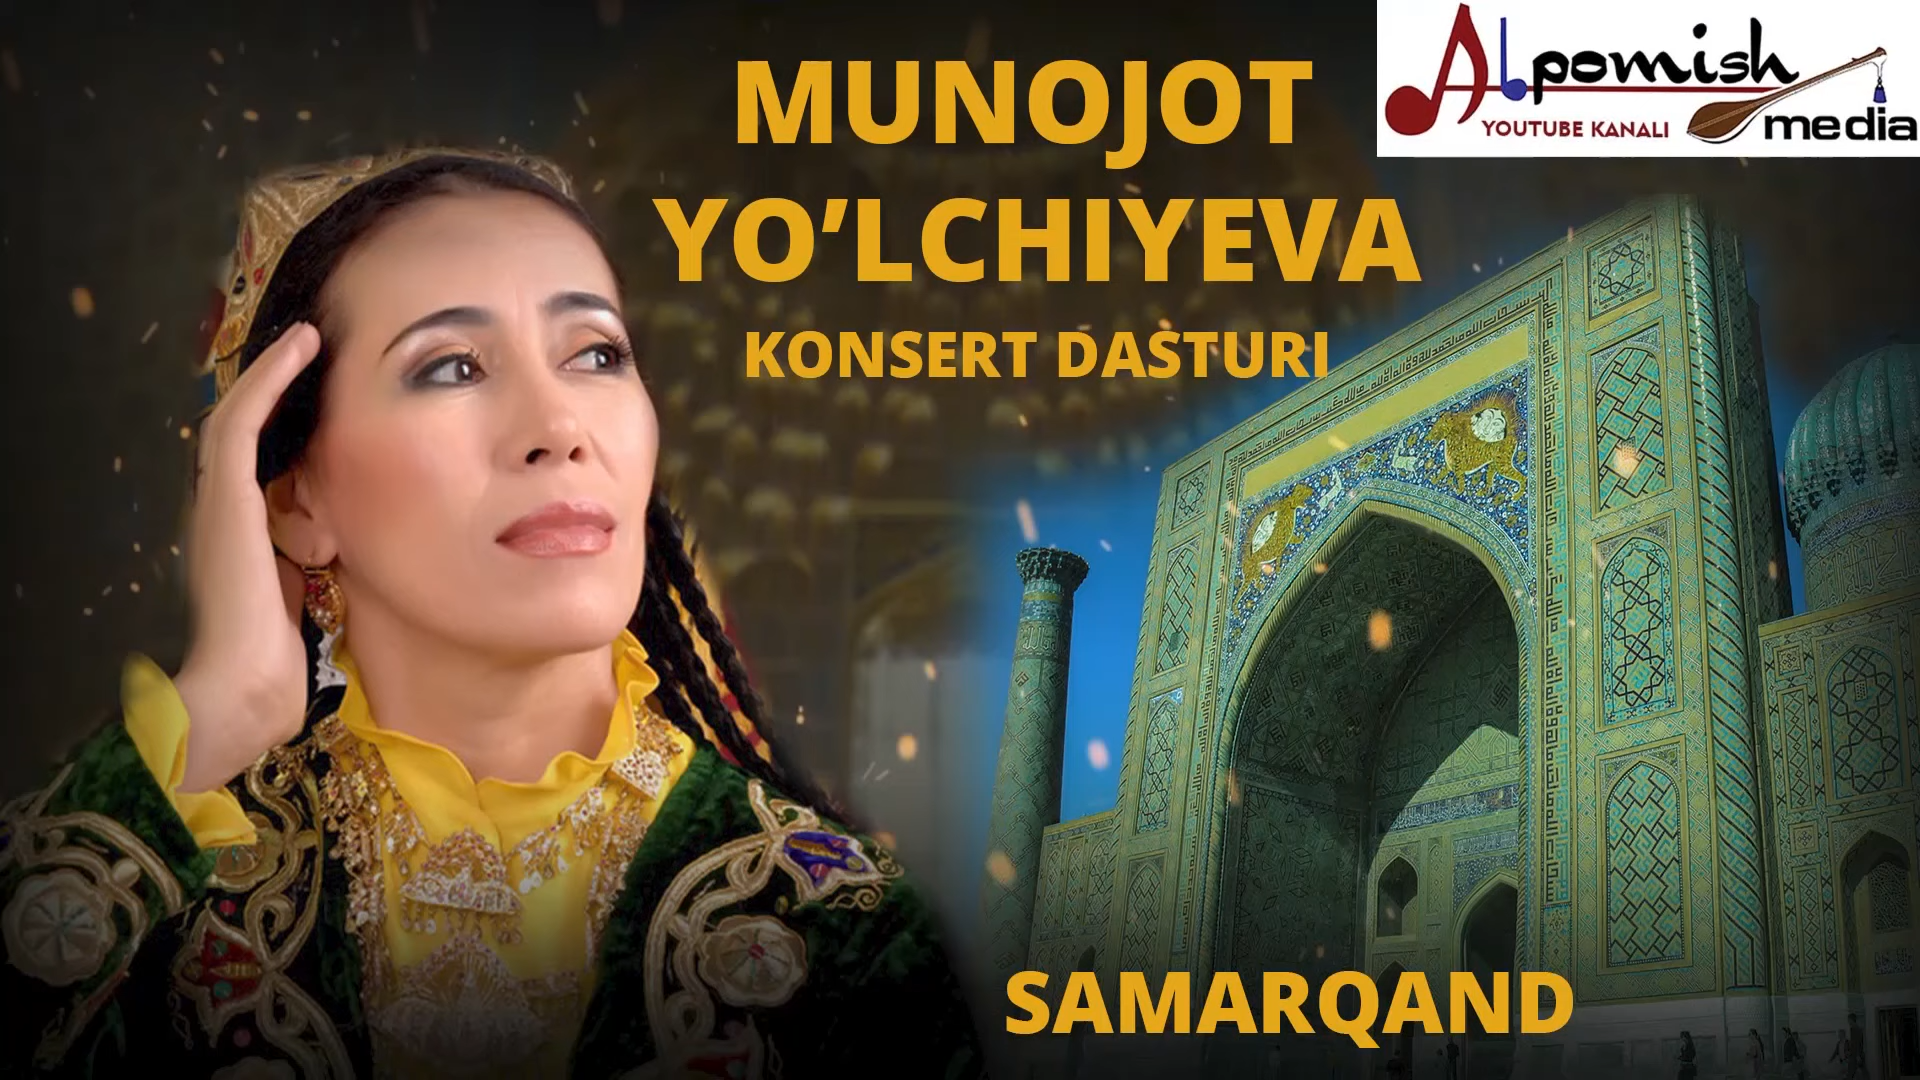 MUNOJOT
YO’LCHIYEVA
KONSERT DASTURI
Alpomish
YOUTUBE KANALI
media
SAMARQAND